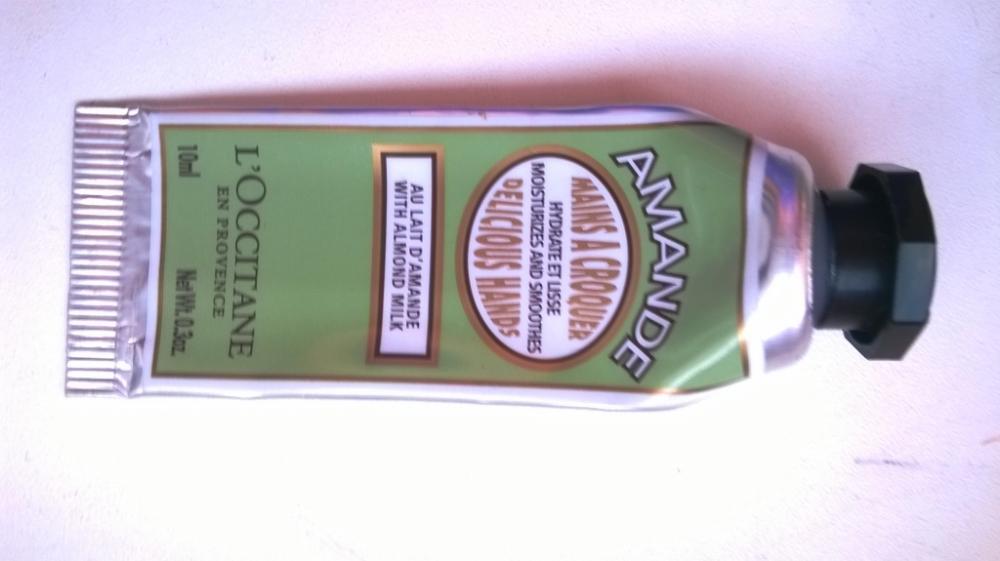 AMANDE
MAINS A CROQUER
HYDRATE ET LISSE
MOISTURIZES AND SMOOTHES
DELICIOUS HANDS
AU LAIT D'AMANDE
WITH ALMOND MILK
L'OCCITANE
EN PROVENCE
10ml Net Wt. 0.3oz.